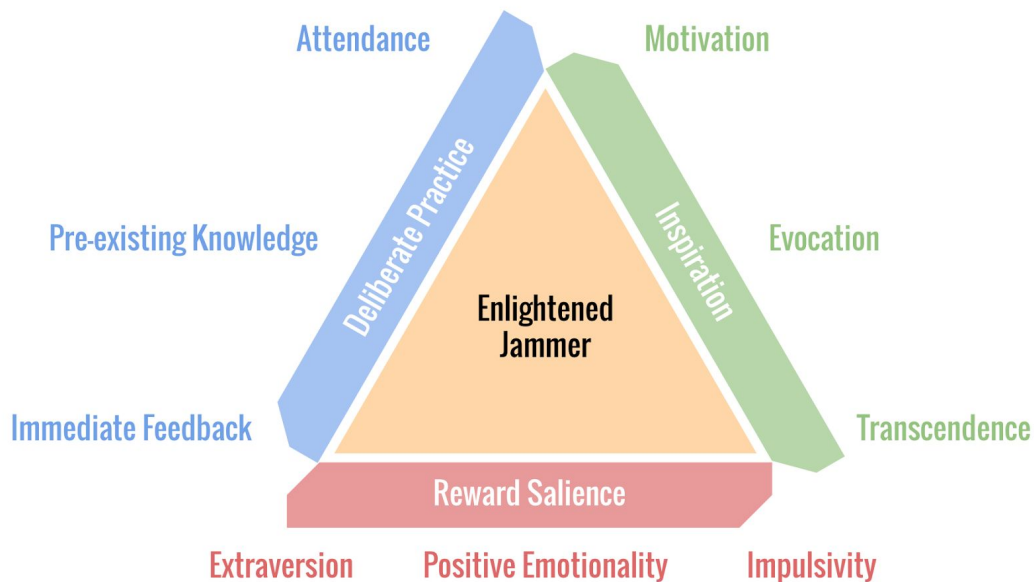 Attendance
Motivation
Deliberate Practice
Inspiration
Pre-existing Knowledge
Evocation
Enlightened
Jammer
Immediate Feedback
Transcendence
Reward Salience
Extraversion
Positive Emotionality
Impulsivity